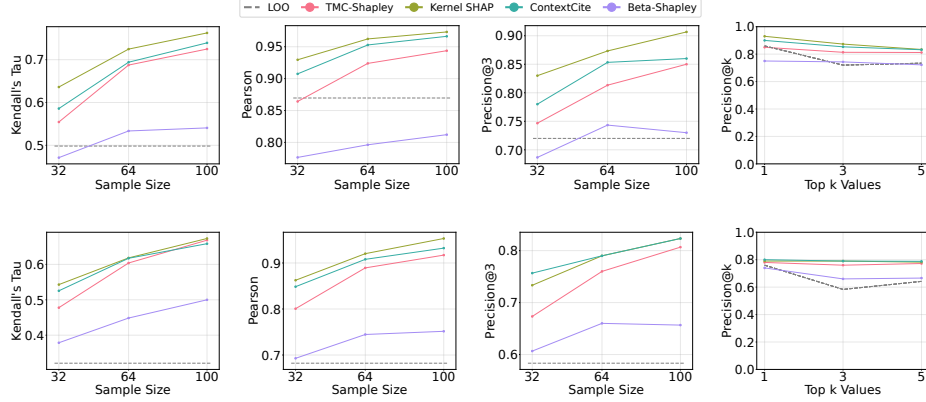 LOO TMC-Shapley Kernel SHAP ContextCite Beta-Shapley
Kendall's Tau
0.7
0.6
0.5
32 64 100
Sample Size
Pearson
0.95
0.90
0.85
0.80
32 64 100
Sample Size
Precision@3
0.90
0.85
0.80
0.75
0.70
32 64 100
Sample Size
Precision@k
1.0
0.8
0.6
0.4
0.2
0.0
1 3 5
Top k Values
Kendall's Tau
0.6
0.5
0.4
32 64 100
Sample Size
Pearson
0.9
0.8
0.7
32 64 100
Sample Size
Precision@3
0.8
0.7
0.6
32 64 100
Sample Size
Precision@k
1.0
0.8
0.6
0.4
0.2
0.0
1 3 5
Top k Values